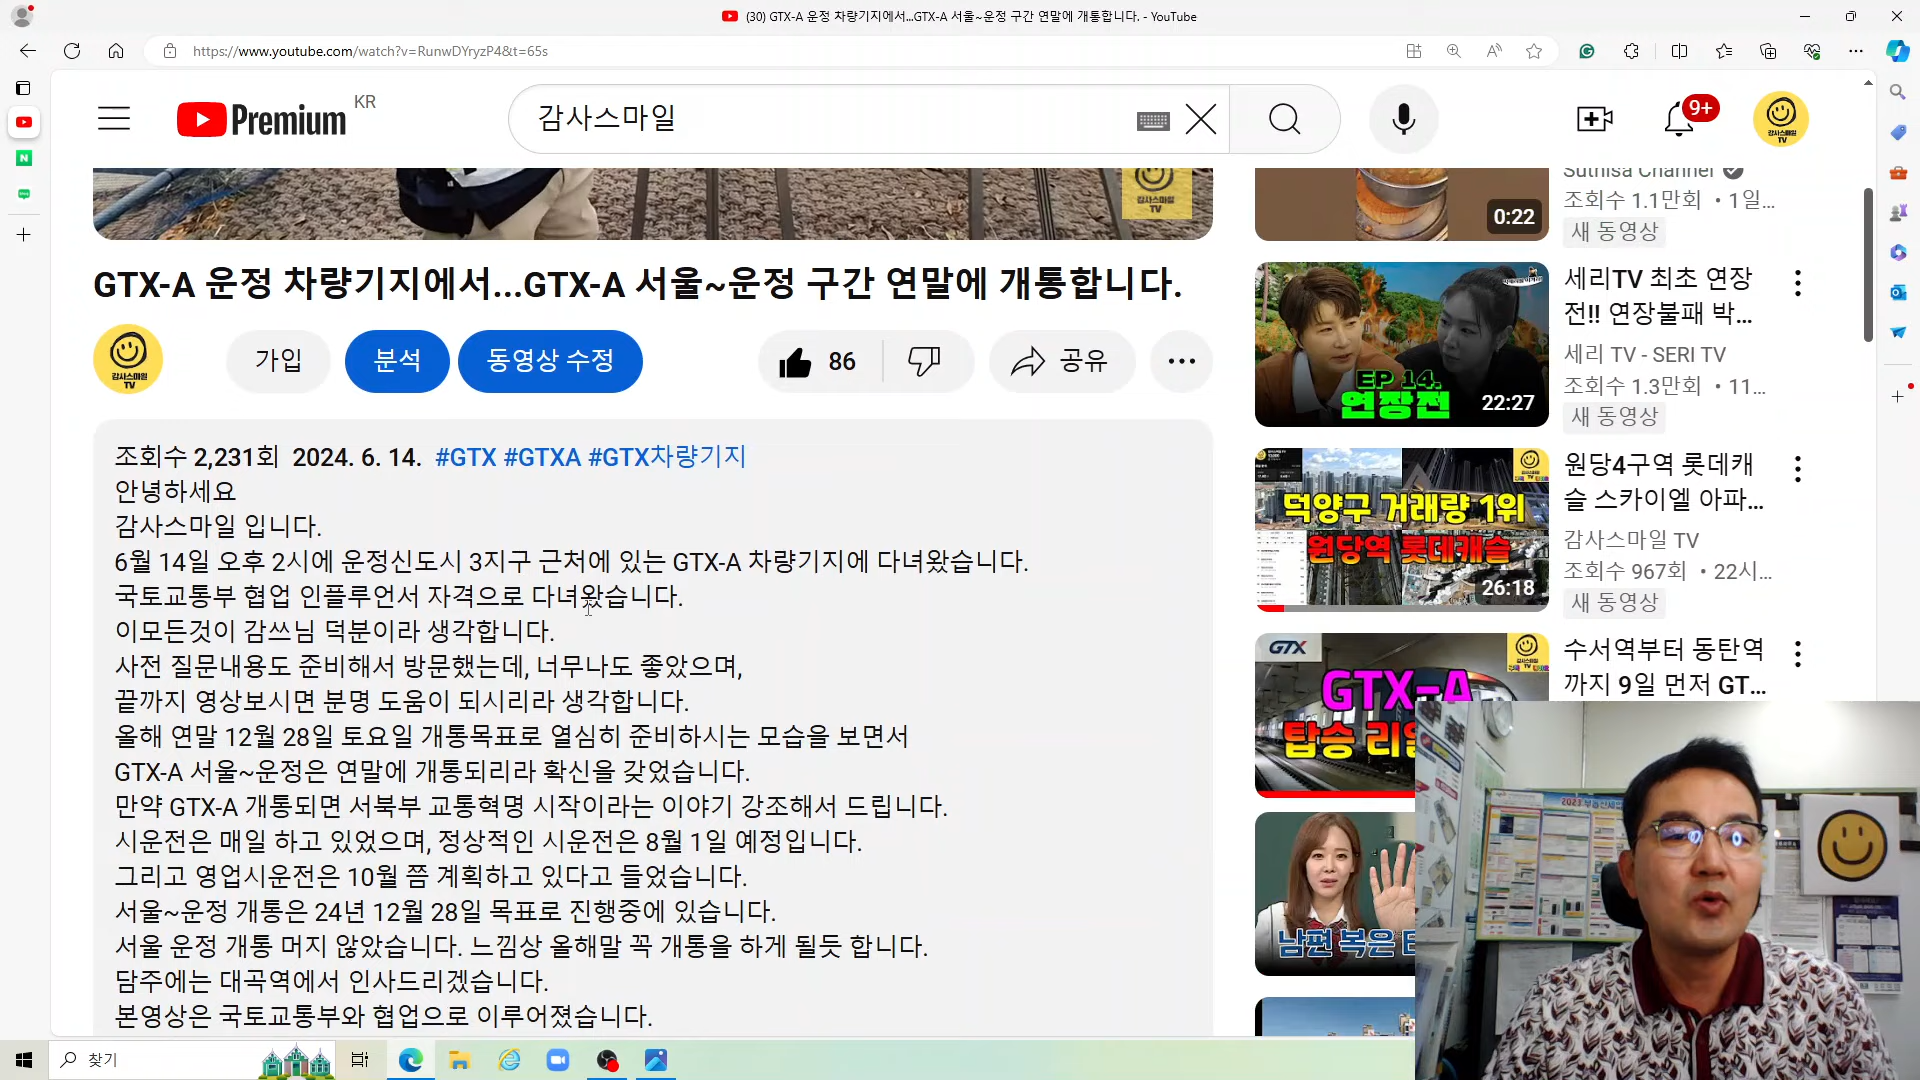 (30) GTX-A 운정 차량기지에서...GTX-A 서울~운정 구간 연말에 개통합니다. - YouTube
https://www.youtube.com/watch?v=RunwDYryzP4&t=65s
Premium KR
감사스마일
9+
감사스마일 TV
감사스마일 TV
GTX-A 운정 차량기지에서...GTX-A 서울~운정 구간 연말에 개통합니다.
감사스마일 TV
가입
분석
동영상 수정
86
공유
조회수 2,231회 2024. 6. 14. #GTX #GTXA #GTX차량기지
안녕하세요
감사스마일 입니다.
6월 14일 오후 2시에 운정신도시 3지구 근처에 있는 GTX-A 차량기지에 다녀왔습니다.
국토교통부 협업 인플루언서 자격으로 다녀왔습니다.
이모든것이 감쓰님 덕분이라 생각합니다.
사전 질문내용도 준비해서 방문했는데, 너무나도 좋았으며,
끝까지 영상보시면 분명 도움이 되시리라 생각합니다.
올해 연말 12월 28일 토요일 개통목표로 열심히 준비하시는 모습을 보면서
GTX-A 서울~운정은 연말에 개통되리라 확신을 갖었습니다.
만약 GTX-A 개통되면 서북부 교통혁명 시작이라는 이야기 강조해서 드립니다.
시운전은 매일 하고 있었으며, 정상적인 시운전은 8월 1일 예정입니다.
그리고 영업시운전은 10월 쯤 계획하고 있다고 들었습니다.
서울~운정 개통은 24년 12월 28일 목표로 진행중에 있습니다.
서울 운정 개통 머지 않았습니다. 느낌상 올해말 꼭 개통을 하게 될듯 합니다.
담주에는 대곡역에서 인사드리겠습니다.
본영상은 국토교통부와 협업으로 이루어졌습니다.
0:22
Suthisa Channel
조회수 1.1만회 • 1일...
새 동영상
EP 14.
연장전
22:27
세리TV 최초 연장
전!! 연장불패 박...
세리 TV - SERI TV
조회수 1.3만회 • 11...
새 동영상
덕양구 거래량 1위
원당역 롯데캐슬
26:18
원당4구역 롯데캐
슬 스카이엘 아파...
감사스마일 TV
조회수 967회 • 22시...
새 동영상
GTX
GTX-A
탑승 리
수서역부터 동탄역
까지 9일 먼저 GT...
남편 복은
찾기